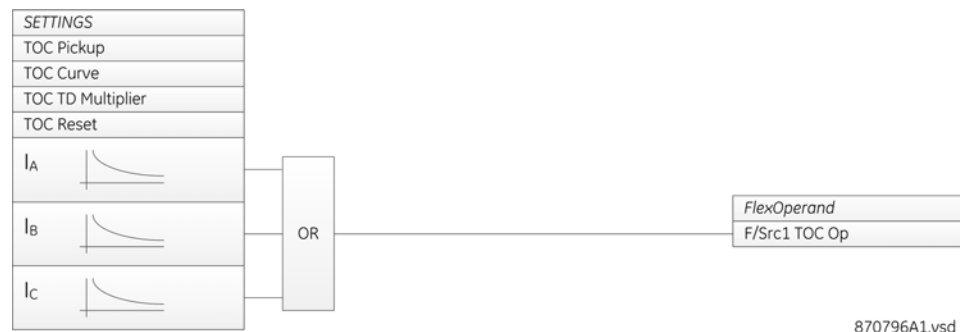 SETTINGS
TOC Pickup
TOC Curve
TOC TD Multiplier
TOC Reset
IA
IB
IC
OR
FlexOperand
F/Src1 TOC Op
870796A1.vsd